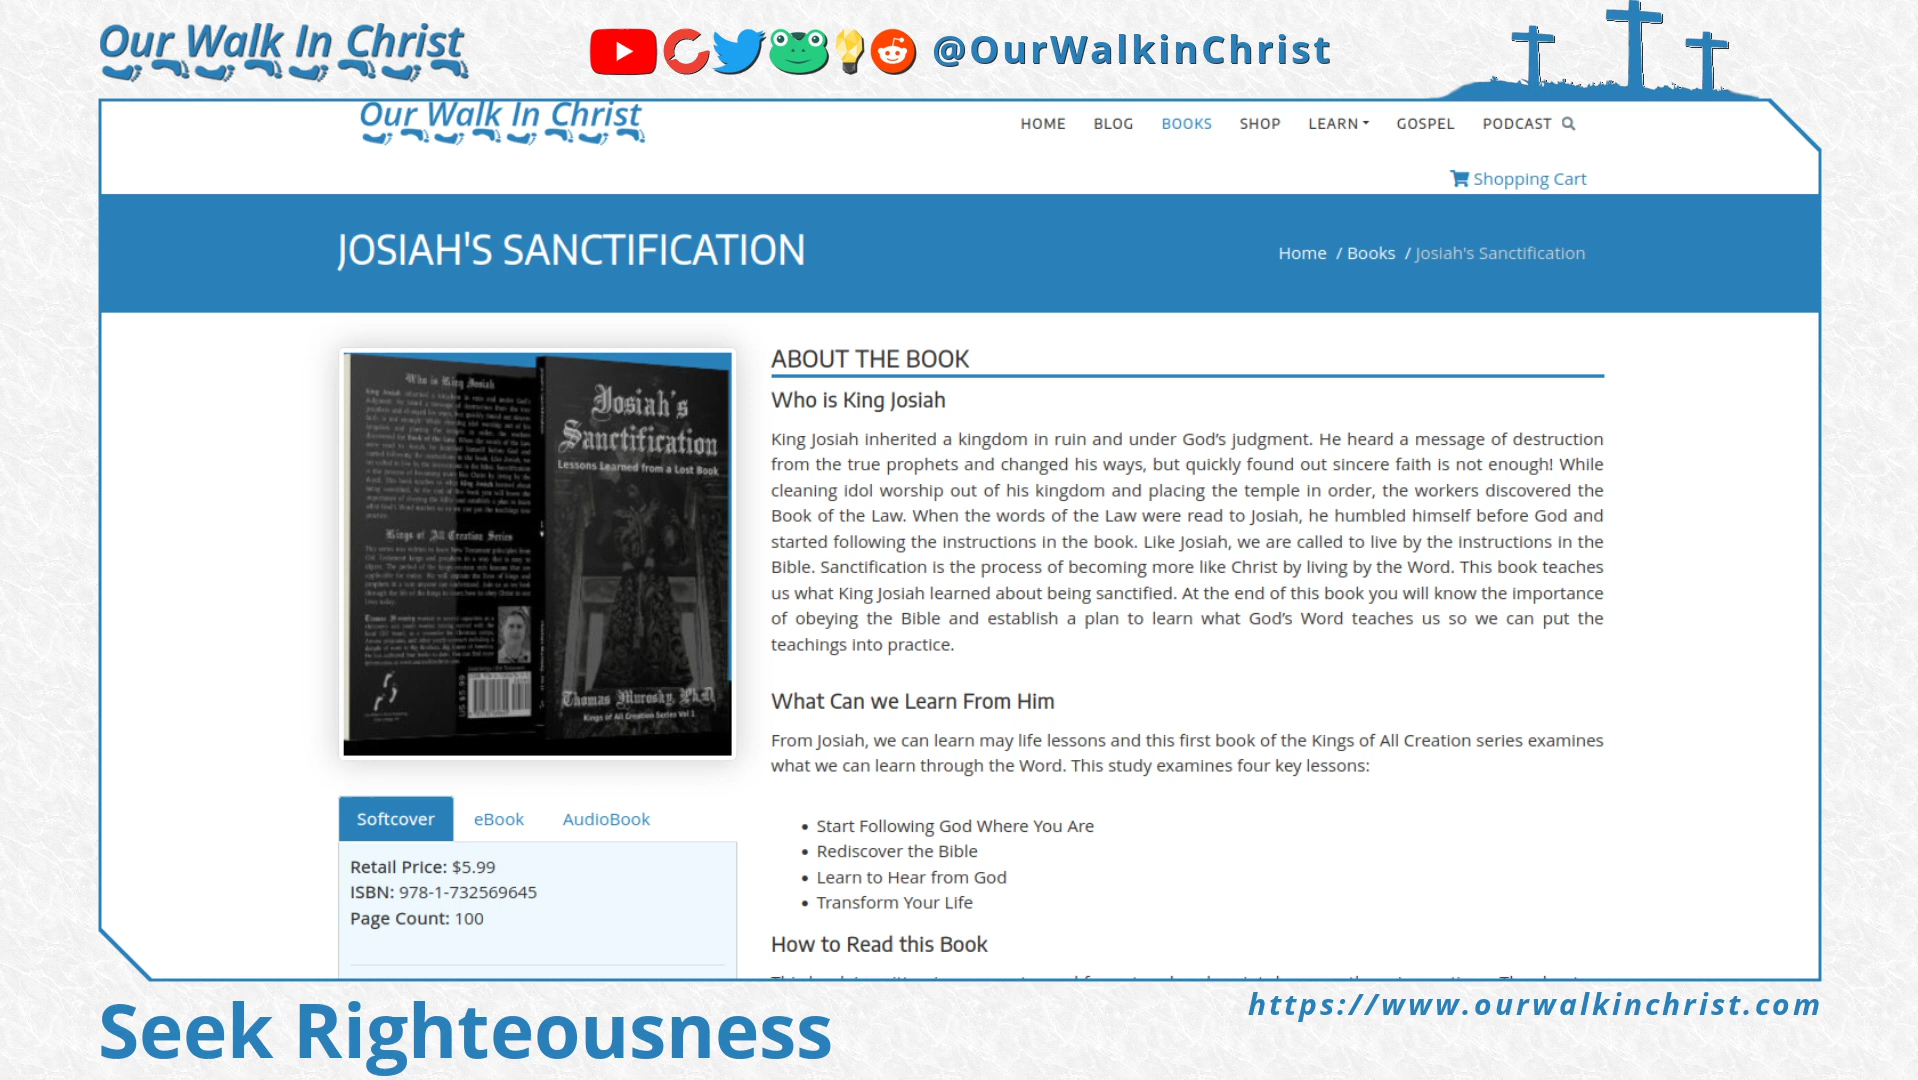 Our Walk In Christ
@OurWalkinChrist
Our Walk In Christ
HOME BLOG BOOKS SHOP LEARN GOSPEL PODCAST
Shopping Cart
JOSIAH'S SANCTIFICATION
Home / Books / Josiah's Sanctification
Who is King Josiah
Kings of All Creation Series
Josiah's
Sanctification
Lessons Learned from a Lost Book
Thomas Murosky, Ph.D.
Kings of All Creation Series Vol 1
Softcover eBook AudioBook
Retail Price: $5.99
ISBN: 978-1-732569645
Page Count: 100
ABOUT THE BOOK
Who is King Josiah
King Josiah inherited a kingdom in ruin and under God’s judgment. He heard a message of destruction
from the true prophets and changed his ways, but quickly found out sincere faith is not enough! While
cleaning idol worship out of his kingdom and placing the temple in order, the workers discovered the
Book of the Law. When the words of the Law were read to Josiah, he humbled himself before God and
started following the instructions in the book. Like Josiah, we are called to live by the instructions in the
Bible. Sanctification is the process of becoming more like Christ by living by the Word. This book teaches
us what King Josiah learned about being sanctified. At the end of this book you will know the importance
of obeying the Bible and establish a plan to learn what God’s Word teaches us so we can put the
teachings into practice.
What Can we Learn From Him
From Josiah, we can learn may life lessons and this first book of the Kings of All Creation series examines
what we can learn through the Word. This study examines four key lessons:
• Start Following God Where You Are
• Rediscover the Bible
• Learn to Hear from God
• Transform Your Life
How to Read this Book
Seek Righteousness
https://www.ourwalkinchrist.com